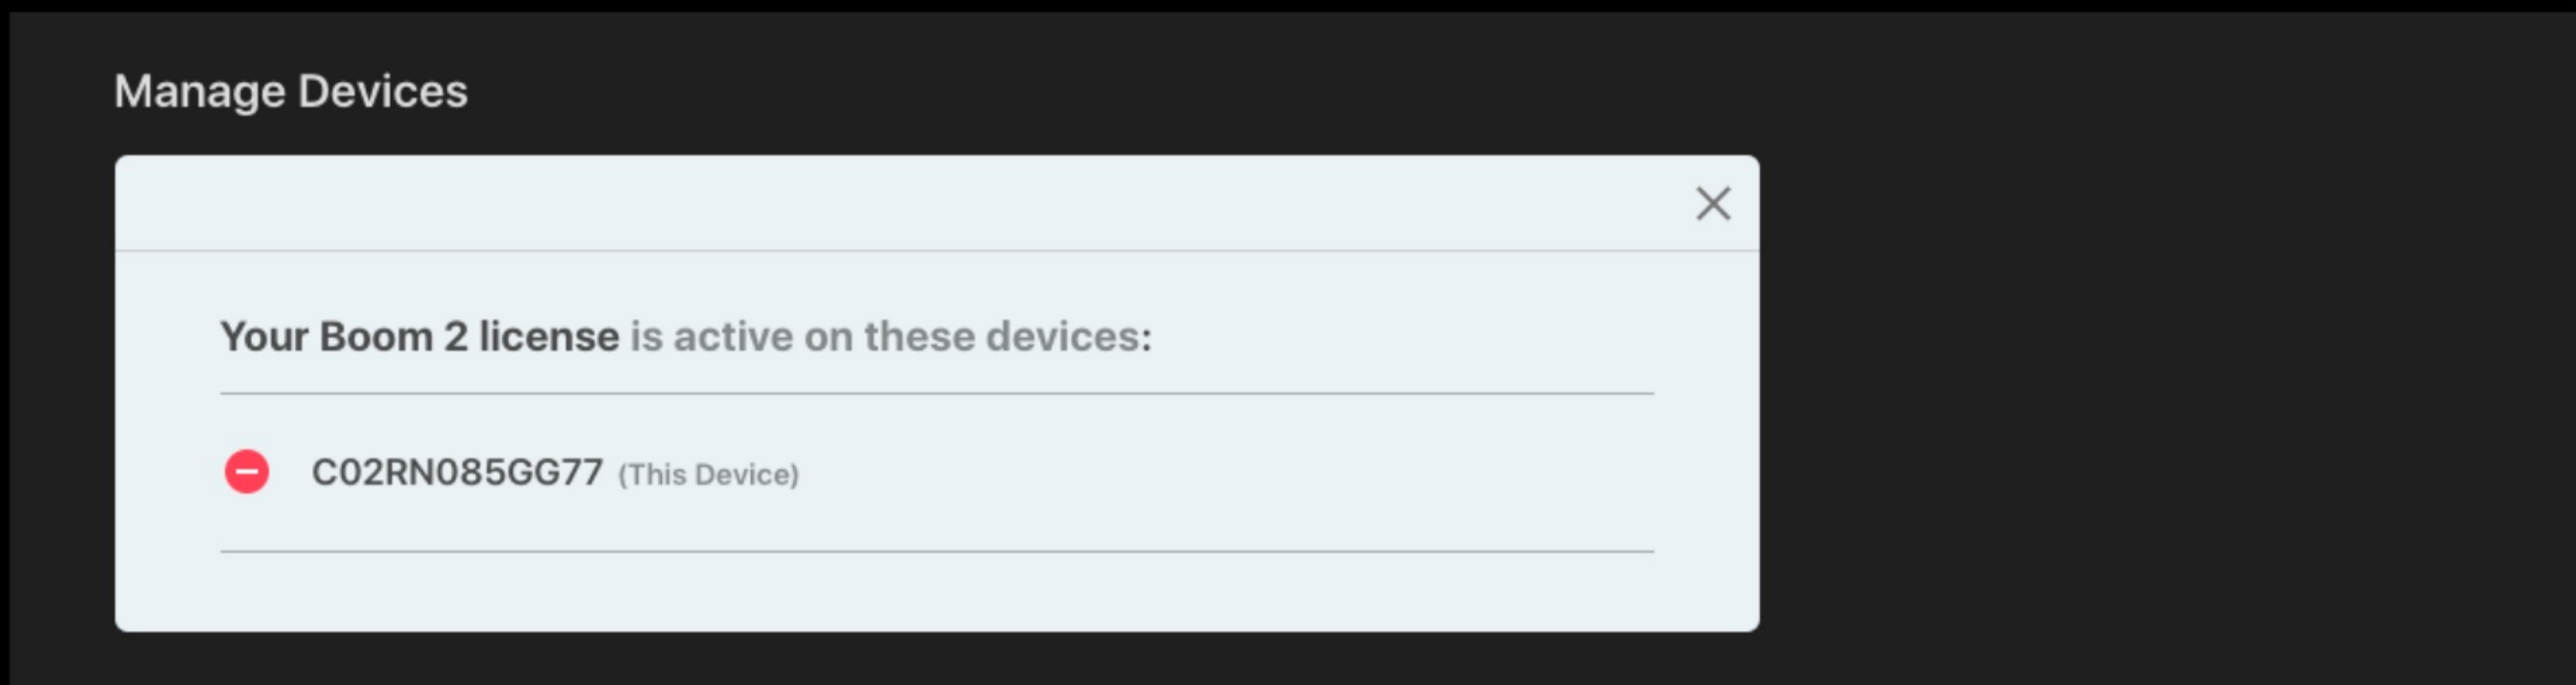 Manage Devices
Your Boom 2 license is active on these devices:
C02RN085GG77 (This Device)